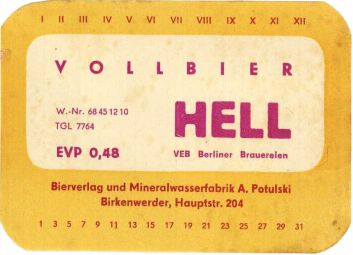 I II III IV V VI VII VIII IX X XI XII
VOLLBIER
W.-Nr. 68 45 12 10
TGL 7764
HELL
EVP 0,48
VEB Berliner Brauereien
Bierverlag und Mineralwasserfabrik A. Potulski
Birkenwerder, Hauptstr. 204
1 3 5 7 9 11 13 15 17 19 21 23 25 27 29 31